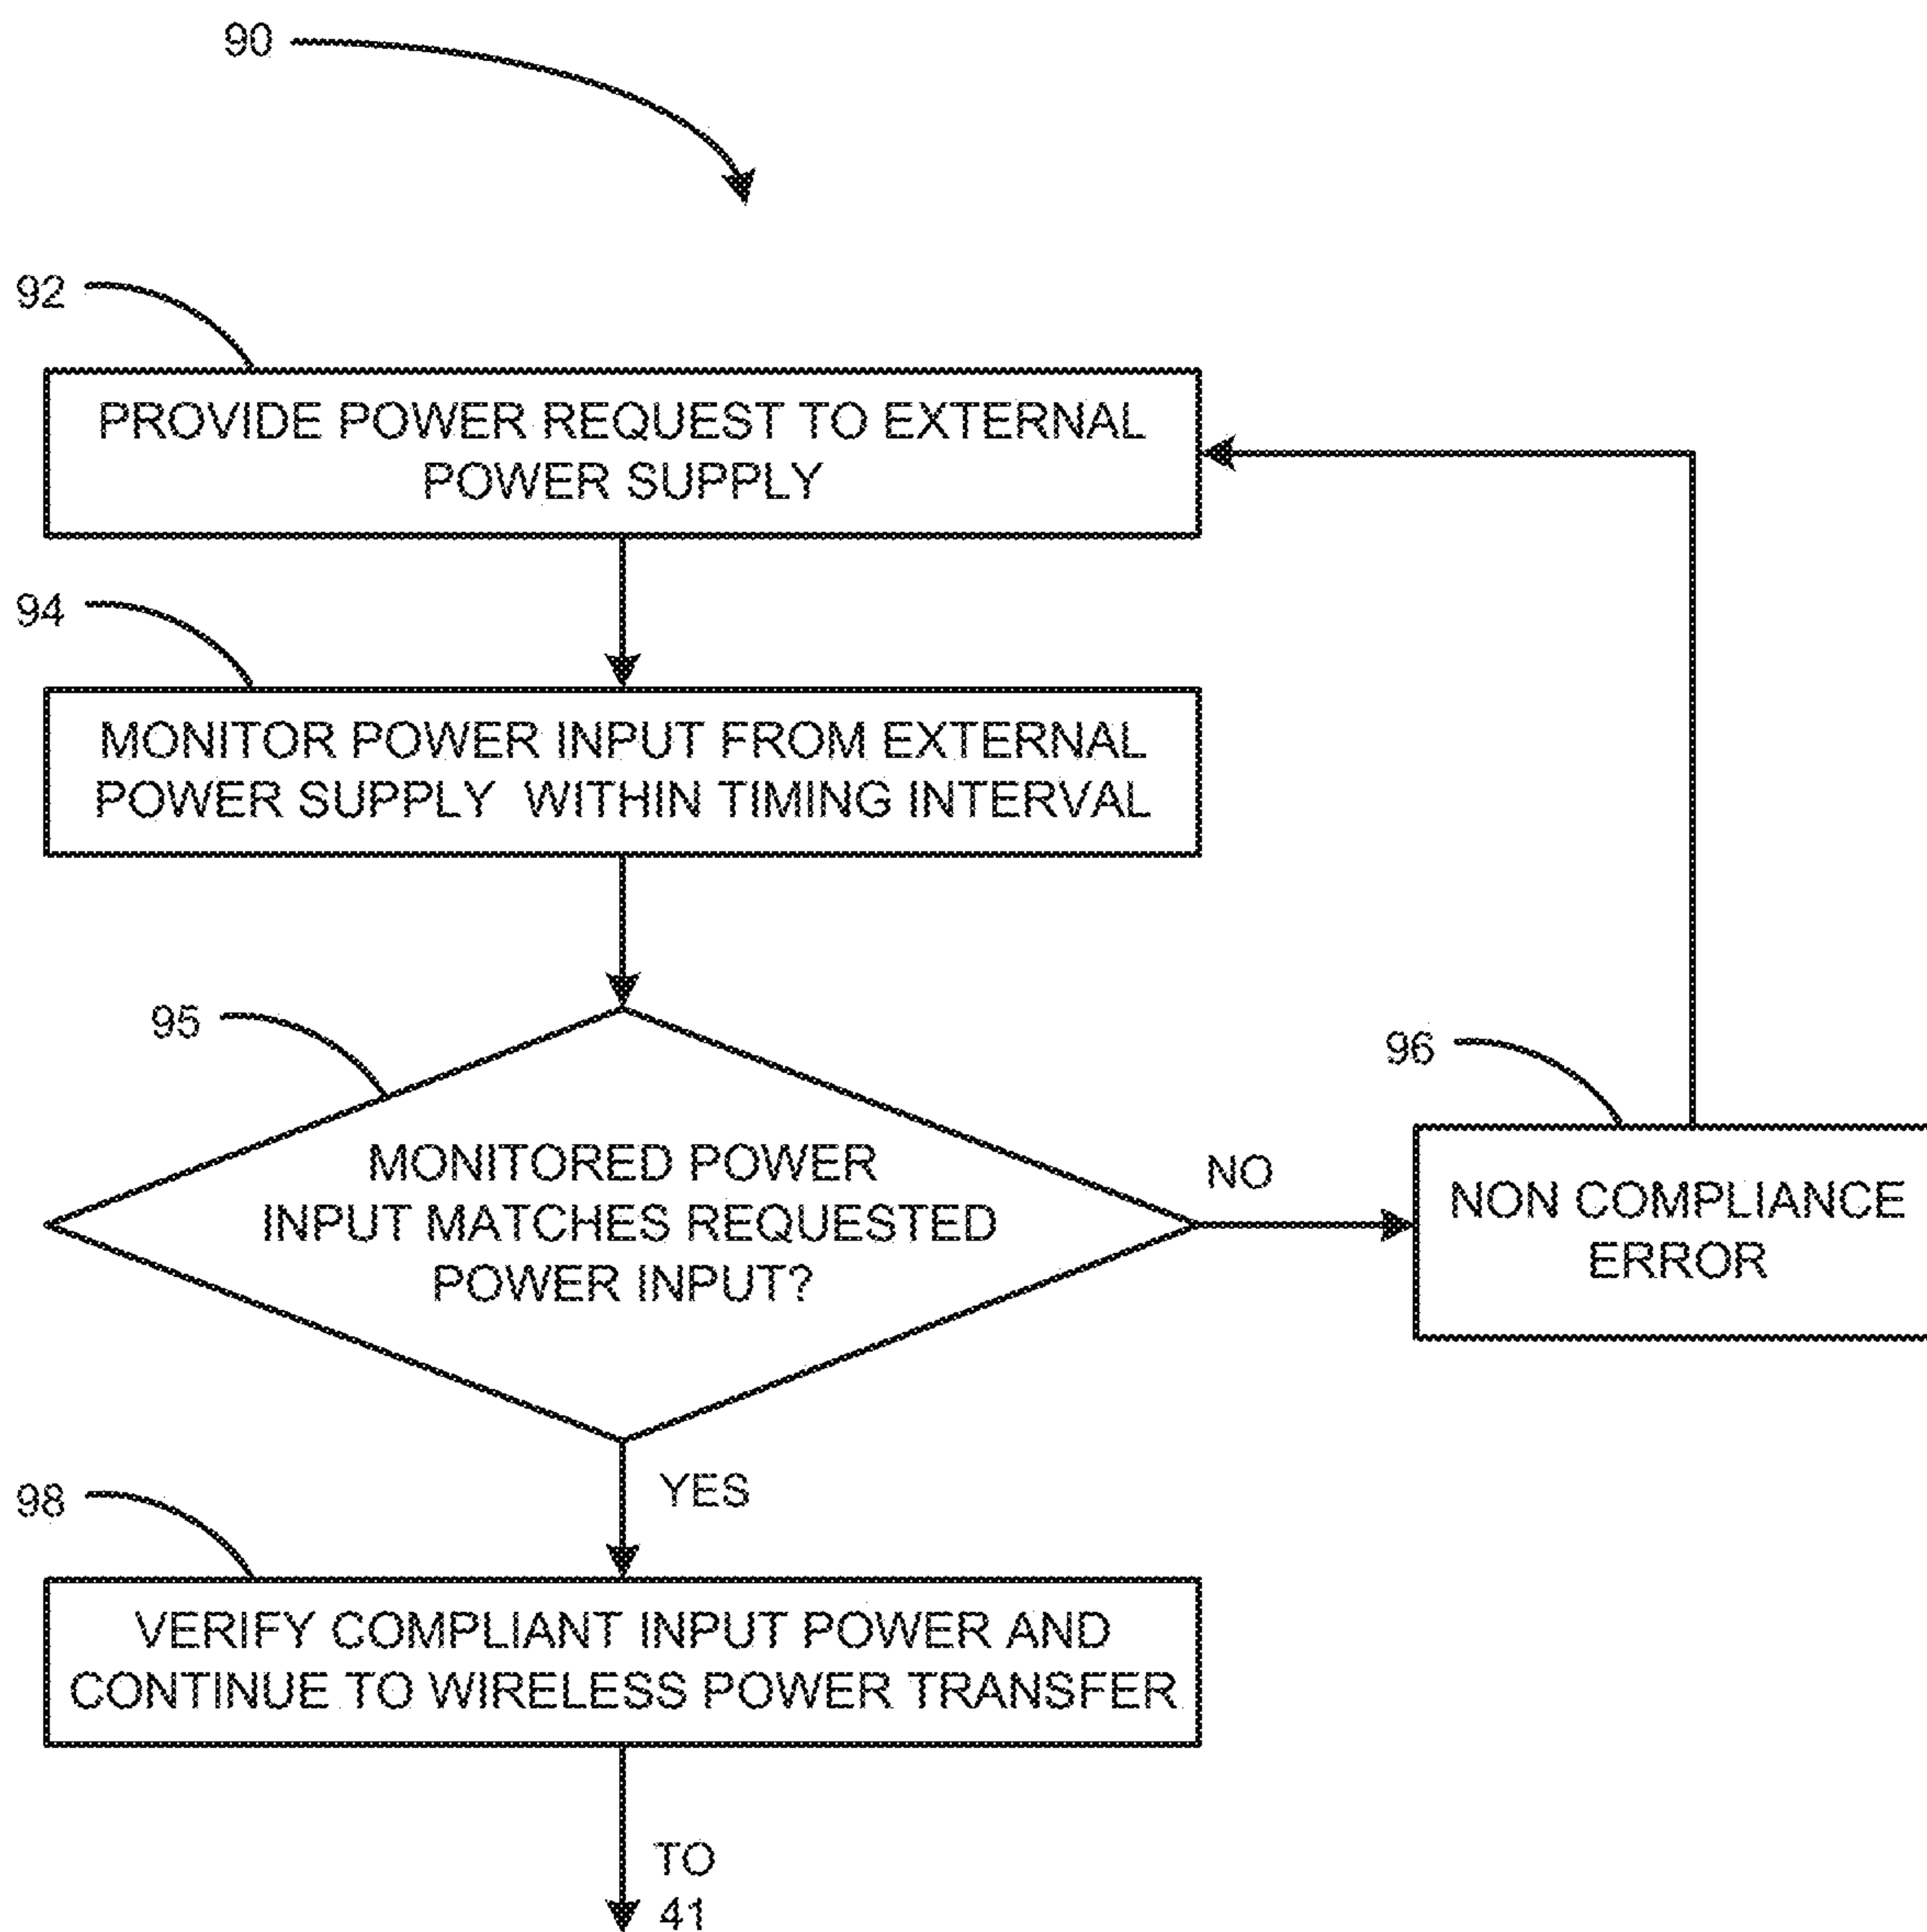 90
92
PROVIDE POWER REQUEST TO EXTERNAL
POWER SUPPLY
94
MONITOR POWER INPUT FROM EXTERNAL
POWER SUPPLY WITHIN TIMING INTERVAL
95
MONITORED POWER
INPUT MATCHES REQUESTED
POWER INPUT?
NO
96
NON COMPLIANCE
ERROR
YES
98
VERIFY COMPLIANT INPUT POWER AND
CONTINUE TO WIRELESS POWER TRANSFER
TO
41